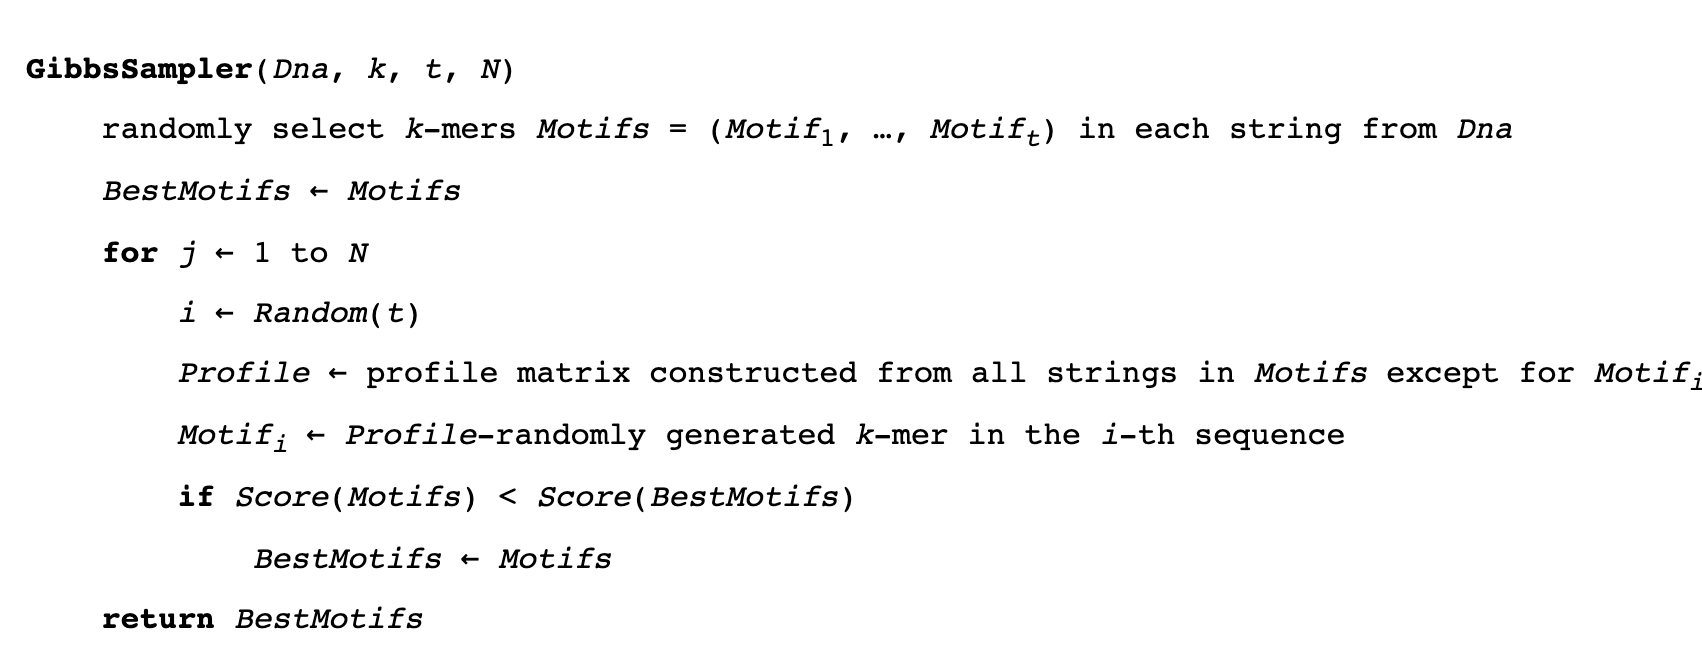 GibbsSampler(Dna, k, t, N)
randomly select k-mers Motifs = (Motif₁, …, Motifₜ) in each string from Dna
BestMotifs ← Motifs
for j ← 1 to N
i ← Random(t)
Profile ← profile matrix constructed from all strings in Motifs except for Motifᵢ
Motifᵢ ← Profile-randomly generated k-mer in the i-th sequence
if Score(Motifs) < Score(BestMotifs)
BestMotifs ← Motifs
return BestMotifs